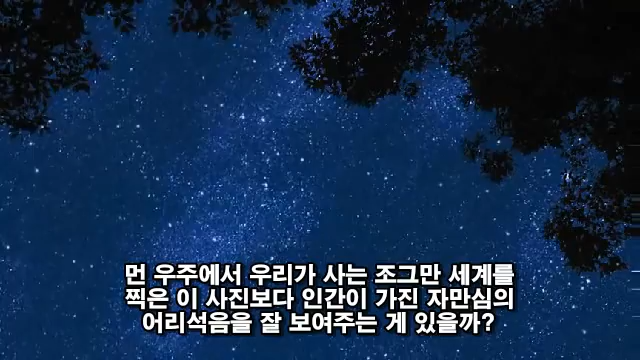 먼 우주에서 우리가 사는 조그만 세계를
찍은 이 사진보다 인간이 가진 자만심의
어리석음을 잘 보여주는 게 있을까?